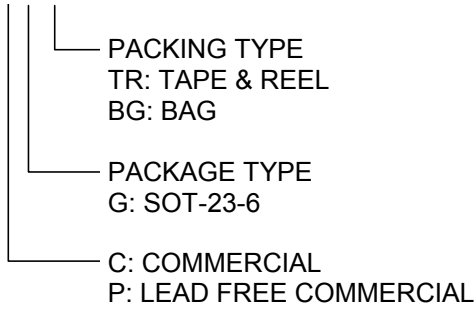 PACKING TYPE
TR: TAPE & REEL
BG: BAG
PACKAGE TYPE
G: SOT-23-6
C: COMMERCIAL
P: LEAD FREE COMMERCIAL